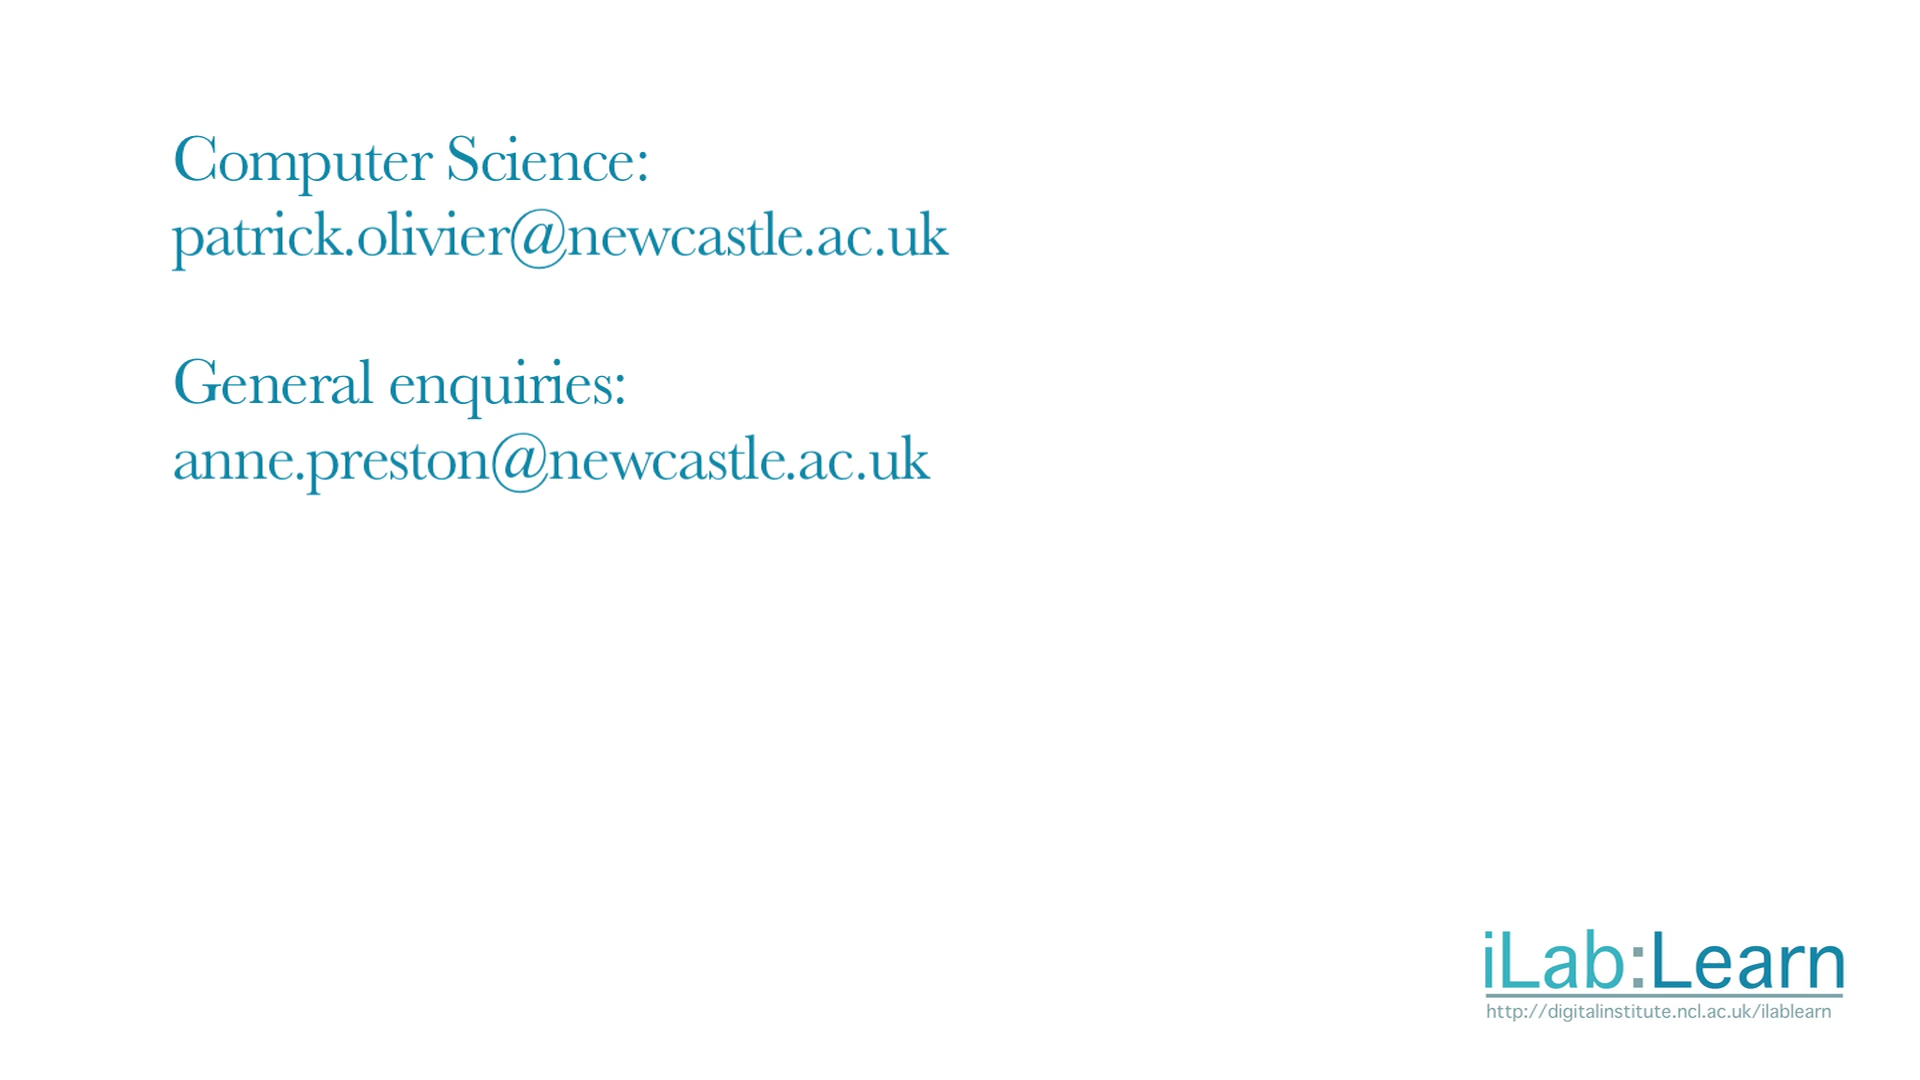 Computer Science:
patrick.olivier@newcastle.ac.uk
General enquiries:
anne.preston@newcastle.ac.uk
iLab:Learn
http://digitalinstitute.ncl.ac.uk/ilablearn